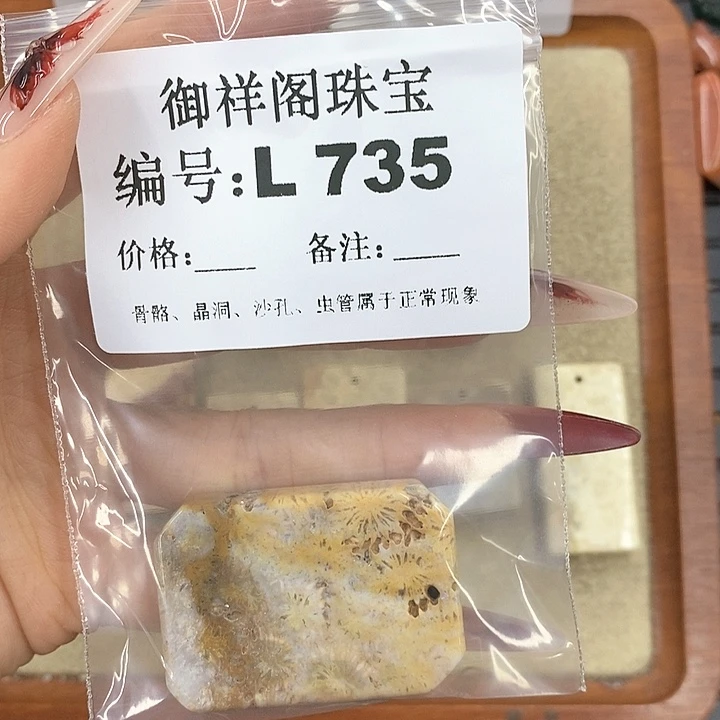 御祥阁珠宝
编号:L 735
价格:____ 备注:____
骨骼、晶洞、沙孔、虫管属于正常现象